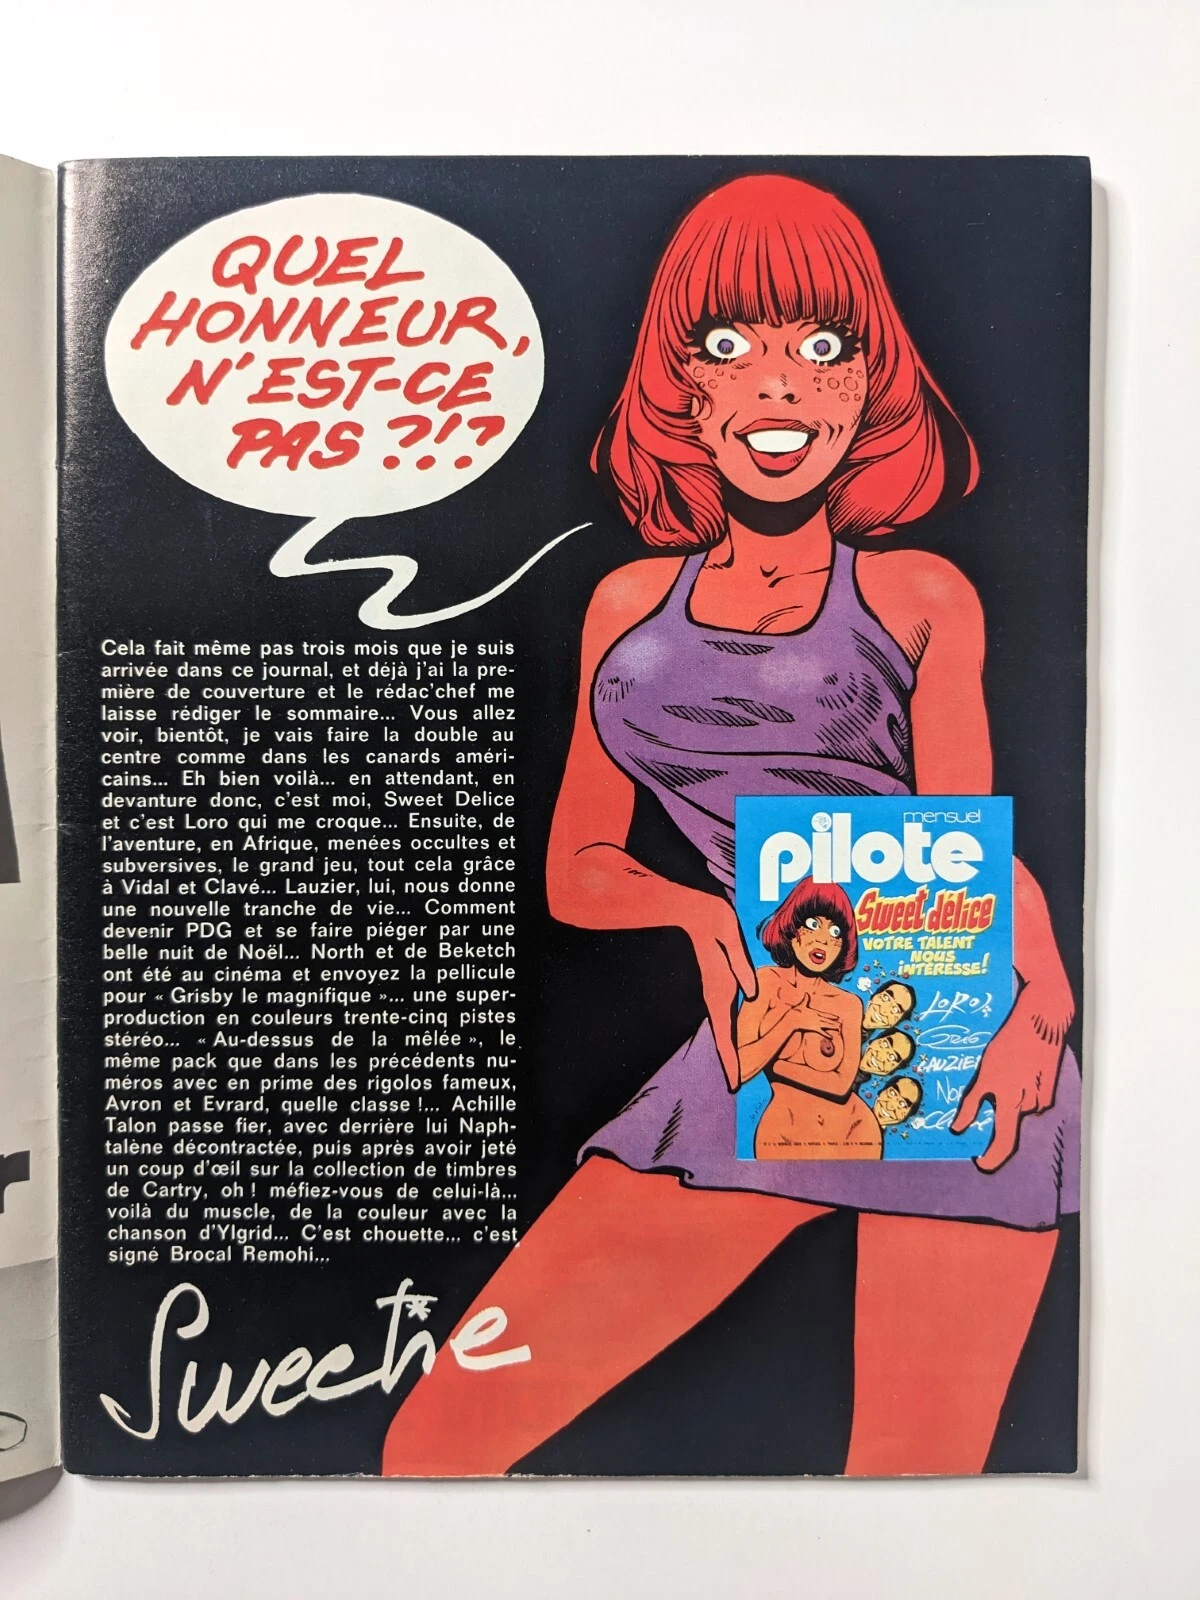 QUEL
HONNEUR,
N'EST-CE
PAS ?!?
Cela fait même pas trois mois que je suis
arrivée dans ce journal, et déjà j'ai la pre-
mière de couverture et le rédac'chef me
laisse rédiger le sommaire... Vous allez
voir, bientôt, je vais faire la double au
centre comme dans les canards améri-
cains... Eh bien voilà... en attendant, en
devanture donc, c'est moi, Sweet Delice
et c'est Loro qui me croque... Ensuite, de
l'aventure, en Afrique, menées occultes et
subversives, le grand jeu, tout cela grâce
à Vidal et Clavé... Lauzier, lui, nous donne
une nouvelle tranche de vie... Comment
devenir PDG et se faire piéger par une
belle nuit de Noël... North et de Beketch
ont été au cinéma et envoyez la pellicule
pour « Grisby le magnifique »... une super-
production en couleurs trente-cinq pistes
stéréo... « Au-dessus de la mêlée », le
même pack que dans les précédents nu-
méros avec en prime des rigolos fameux,
Avron et Evrard, quelle classe !... Achille
Talon passe fier, avec derrière lui Naph-
talène décontractée, puis après avoir jeté
un coup d'œil sur la collection de timbres
de Cartry, oh ! méfiez-vous de celui-là...
voilà du muscle, de la couleur avec la
chanson d'Ylgrid... C'est chouette... c'est
signé Brocal Remohi...
Sweetie
mensuel
pilote
Sweet délice
VOTRE TALENT
NOUS
INTÉRESSE!
LORO
GREG
LAUZIER